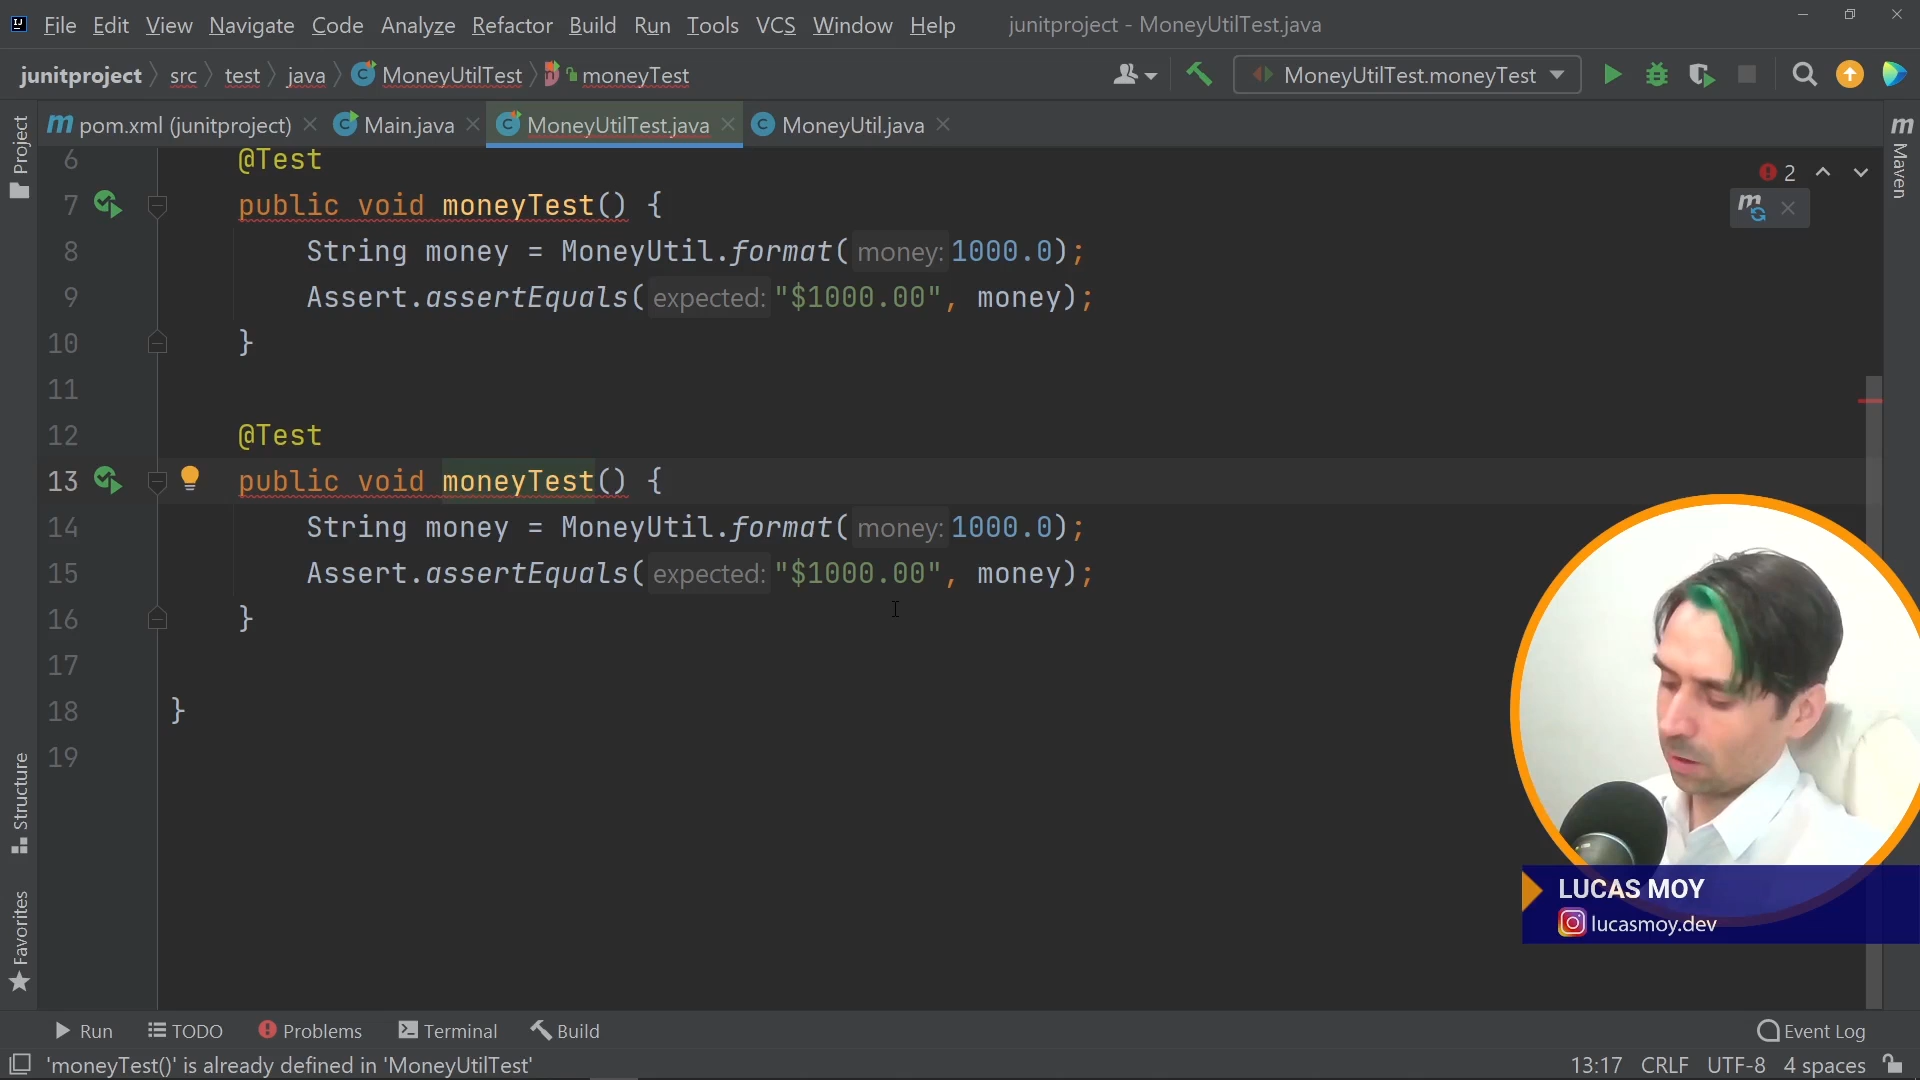 File Edit View Navigate Code Analyze Refactor Build Run Tools VCS Window Help junitproject - MoneyUtilTest.java
junitproject src test java MoneyUtilTest moneyTest MoneyUtilTest.moneyTest
pom.xml (junitproject) Main.java MoneyUtilTest.java MoneyUtil.java
Project
Maven
2
6 @Test
7 public void moneyTest() {
8 String money = MoneyUtil.format( money: 1000.0);
9 Assert.assertEquals( expected: "$1000.00", money);
10 }
11
12 @Test
13 public void moneyTest() {
14 String money = MoneyUtil.format( money: 1000.0);
15 Assert.assertEquals( expected: "$1000.00", money);
16 }
17
18 }
19
Structure
Favorites
LUCAS MOY
lucasmoy.dev
Run TODO Problems Terminal Build Event Log
'moneyTest()' is already defined in 'MoneyUtilTest' 13:17 CRLF UTF-8 4 spaces